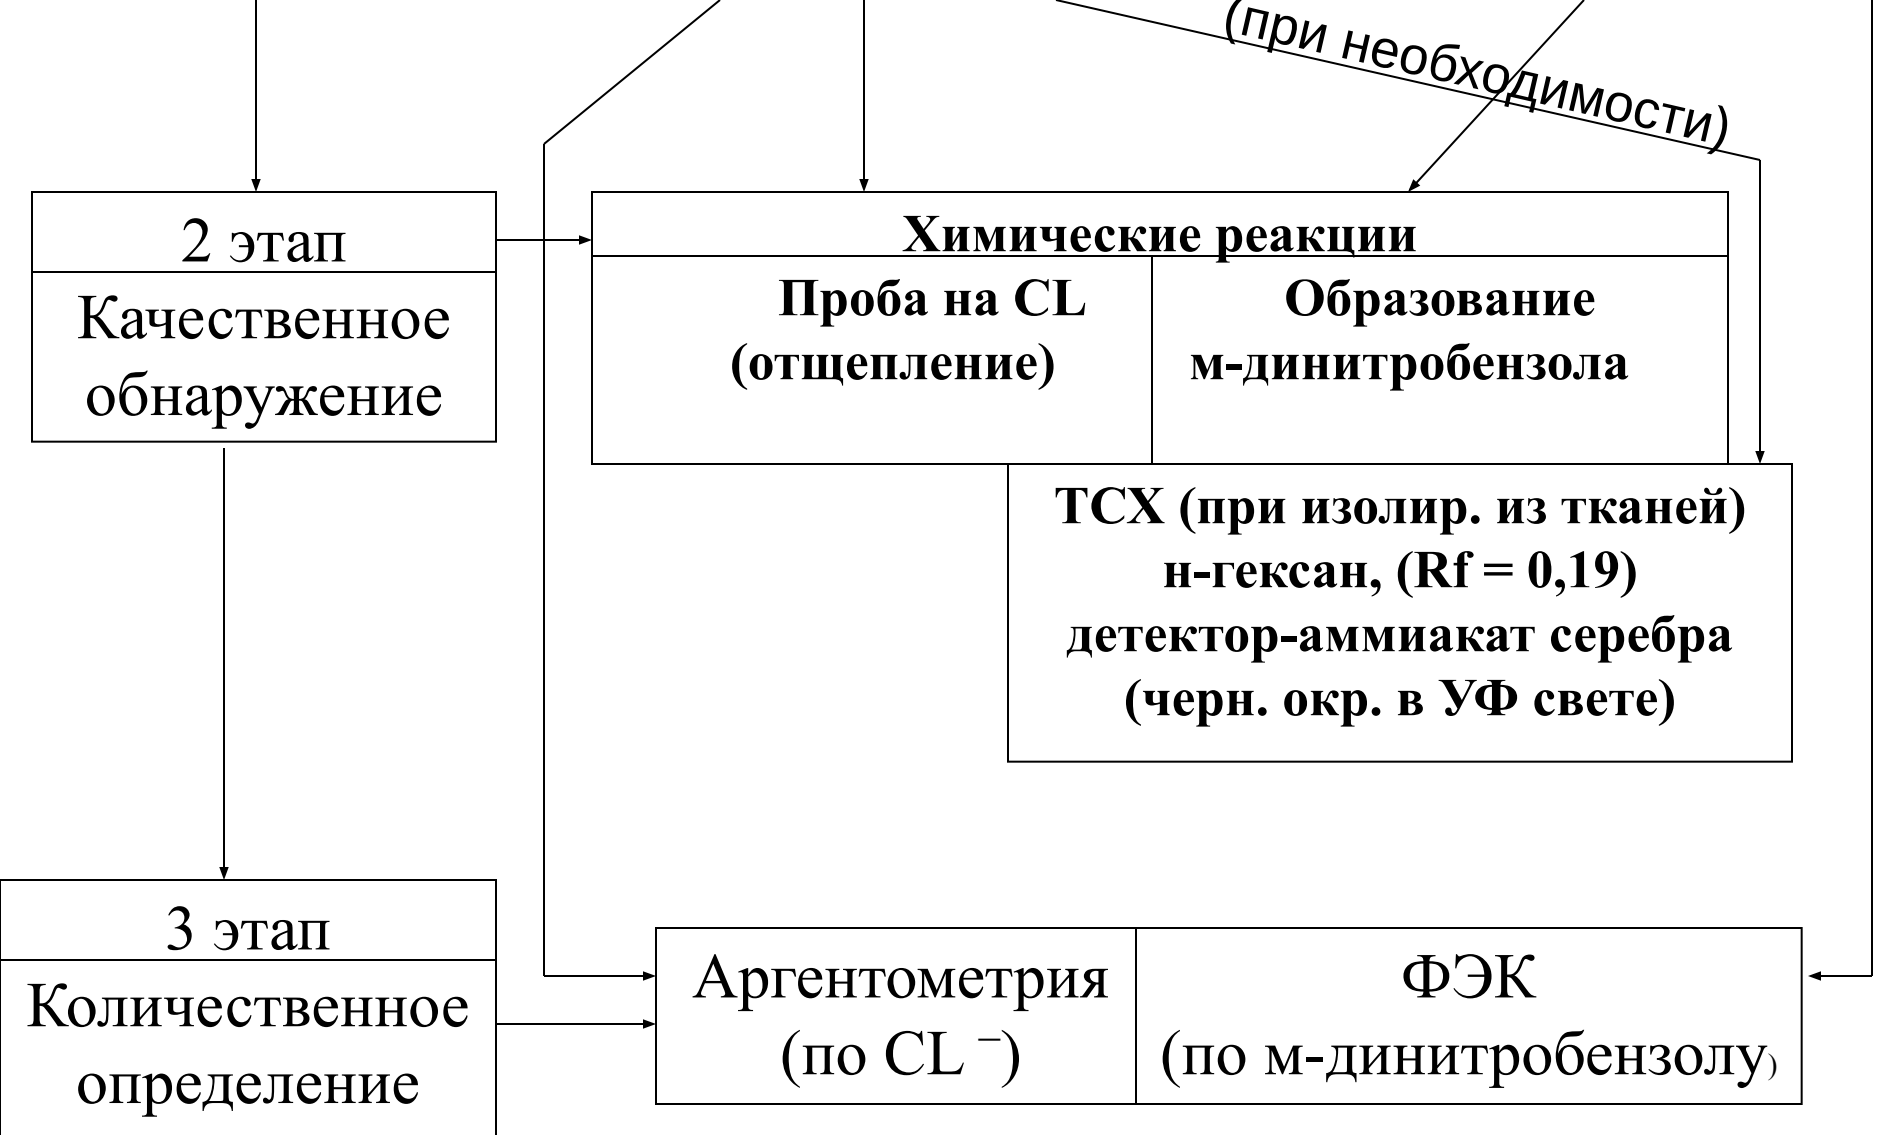 (при необходимости)
2 этап
Качественное
обнаружение
Химические реакции
Проба на CL
(отщепление)
Образование
м-динитробензола
ТСХ (при изолир. из тканей)
н-гексан, (Rf = 0,19)
детектор-аммиакат серебра
(черн. окр. в УФ свете)
3 этап
Количественное
определение
Аргентометрия
(по CL ⁻)
ФЭК
(по м-динитробензолу)